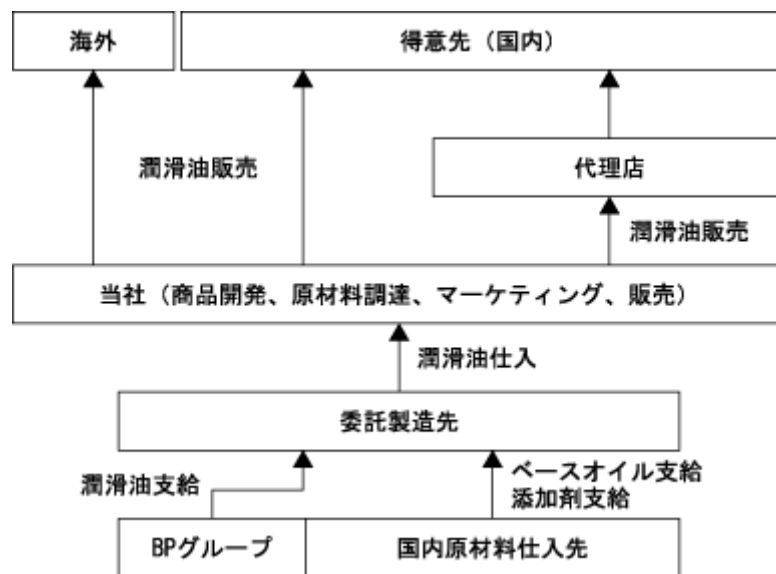 海外
得意先（国内）
潤滑油販売
代理店
潤滑油販売
当社（商品開発、原材料調達、マーケティング、販売）
潤滑油仕入
委託製造先
潤滑油支給
ベースオイル支給
添加剤支給
BPグループ
国内原材料仕入先